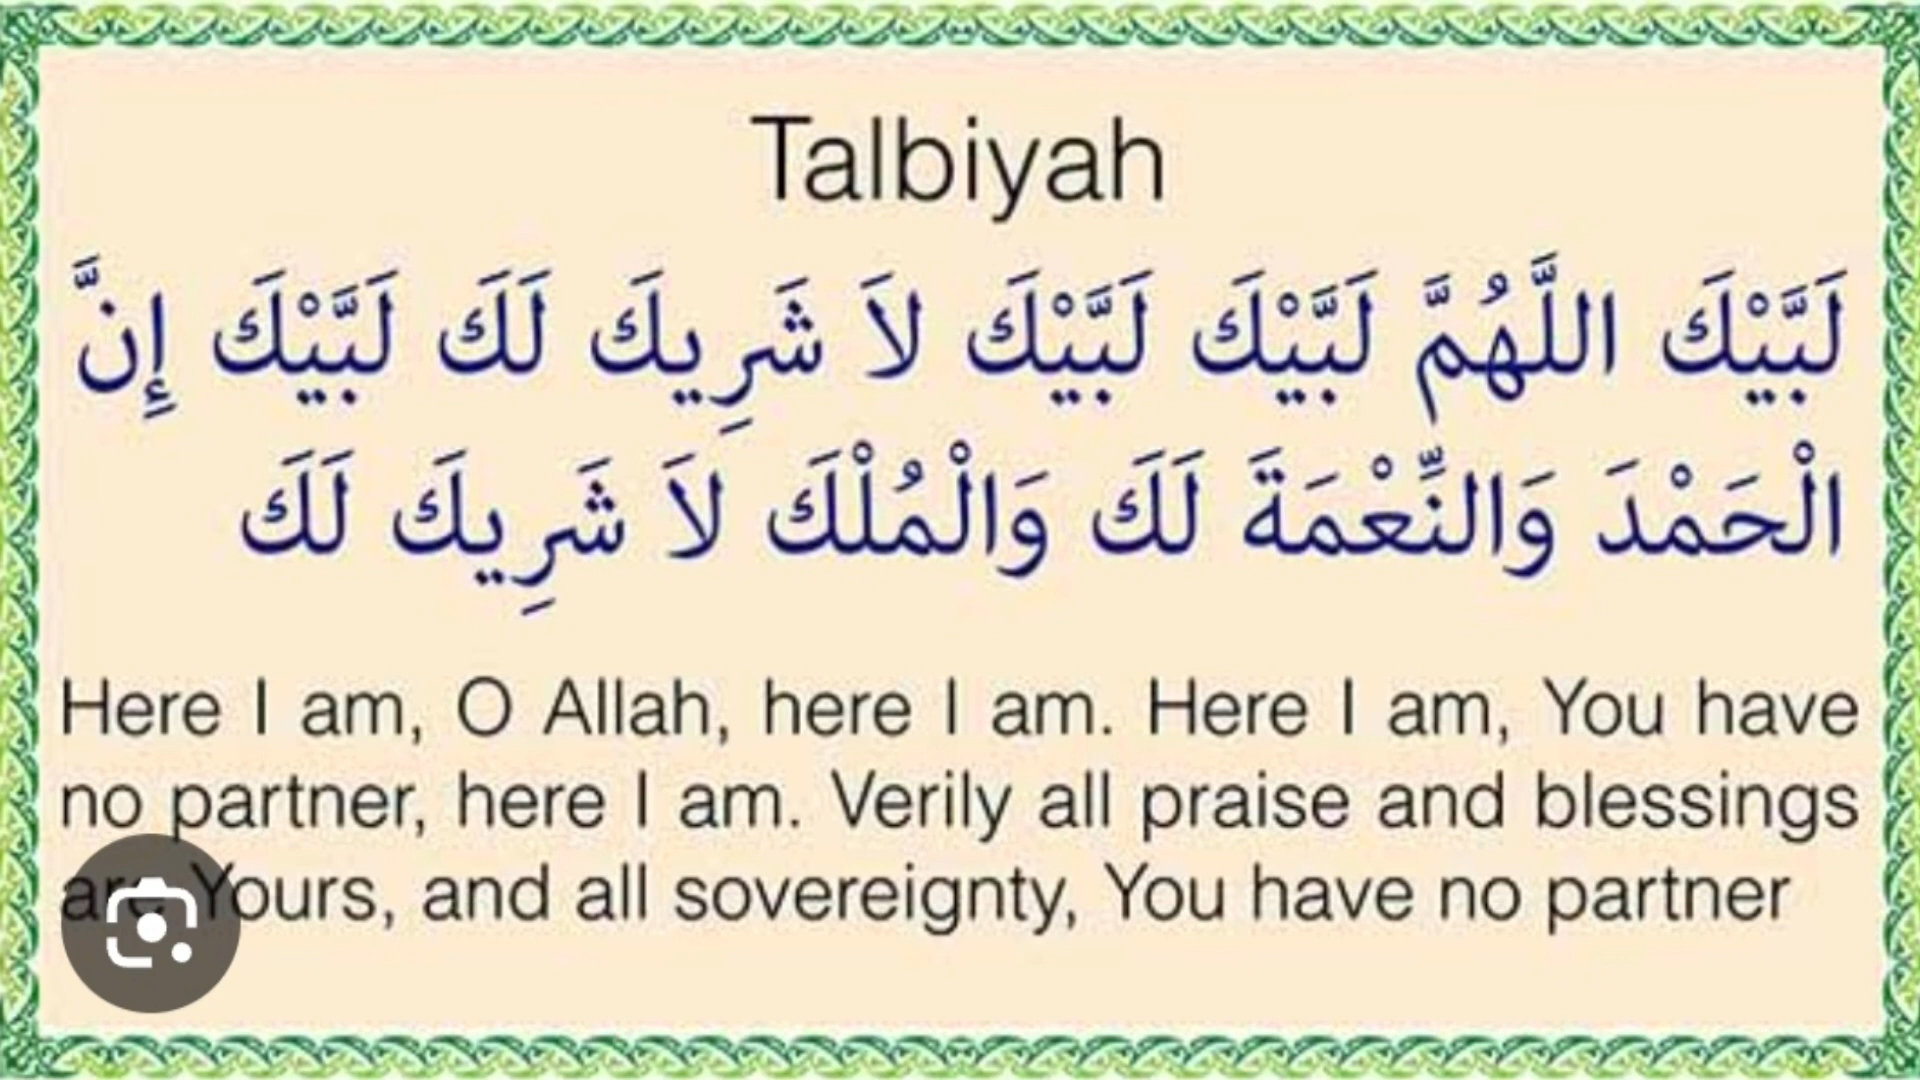 Talbiyah
لَبَّيْكَ اللَّهُمَّ لَبَّيْكَ لَبَّيْكَ لاَ شَرِيكَ لَكَ لَبَّيْكَ إِنَّ
الْحَمْدَ وَالنِّعْمَةَ لَكَ وَالْمُلْكَ لاَ شَرِيكَ لَكَ
Here I am, O Allah, here I am. Here I am, You have
no partner, here I am. Verily all praise and blessings
are Yours, and all sovereignty, You have no partner